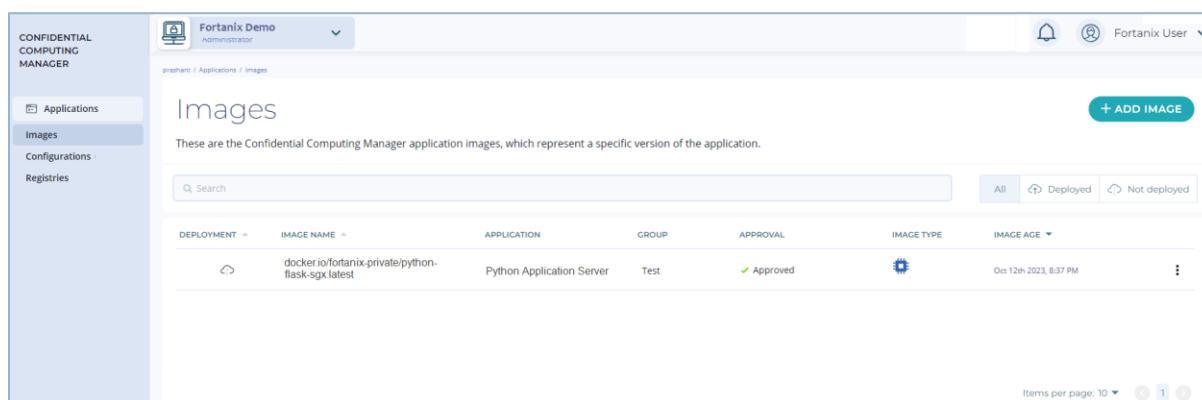 CONFIDENTIAL
COMPUTING
MANAGER
Applications
Images
Configurations
Registries
Fortanix Demo
Administrator
Fortanix User
prashant / Applications / Images
Images
+ ADD IMAGE
These are the Confidential Computing Manager application images, which represent a specific version of the application.
Search
All Deployed Not deployed
DEPLOYMENT IMAGE NAME APPLICATION GROUP APPROVAL IMAGE TYPE IMAGE AGE
docker.io/fortanix-private/python-
flask-sgx:latest
Python Application Server Test Approved Oct 12th 2023, 8:37 PM
Items per page: 10 1